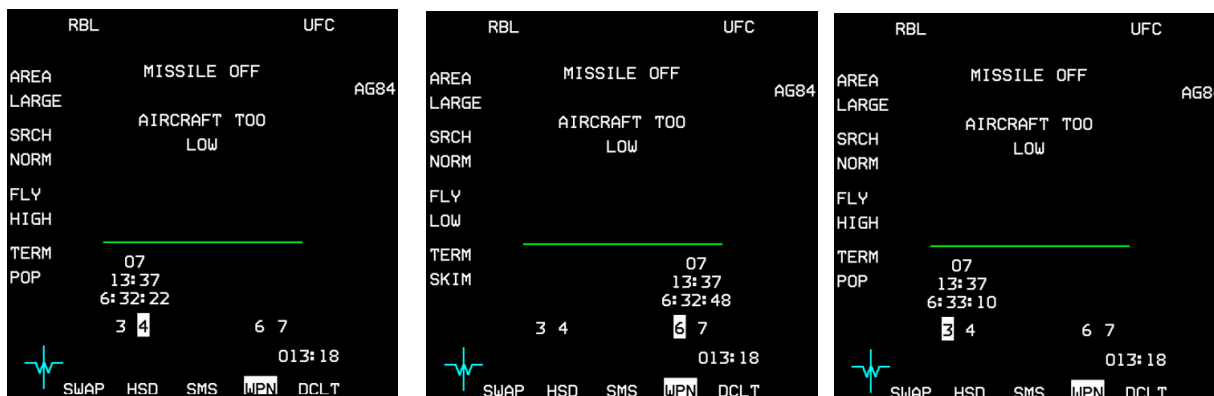 RBL UFC
MISSILE OFF
AREA
LARGE
AG84
AIRCRAFT TOO
LOW
SRCH
NORM
FLY
HIGH
TERM
POP
07
13:37
6:32:22
3 4 6 7
013:18
SWAP HSD SMS WPN DCLT
RBL UFC
MISSILE OFF
AREA
LARGE
AG84
AIRCRAFT TOO
LOW
SRCH
NORM
FLY
LOW
TERM
SKIM
07
13:37
6:32:48
3 4 6 7
013:18
SWAP HSD SMS WPN DCLT
RBL UFC
MISSILE OFF
AREA
LARGE
AG8
AIRCRAFT TOO
LOW
SRCH
NORM
FLY
HIGH
TERM
POP
07
13:37
6:33:10
3 4 6 7
013:18
SWAP HSD SMS WPN DCLT